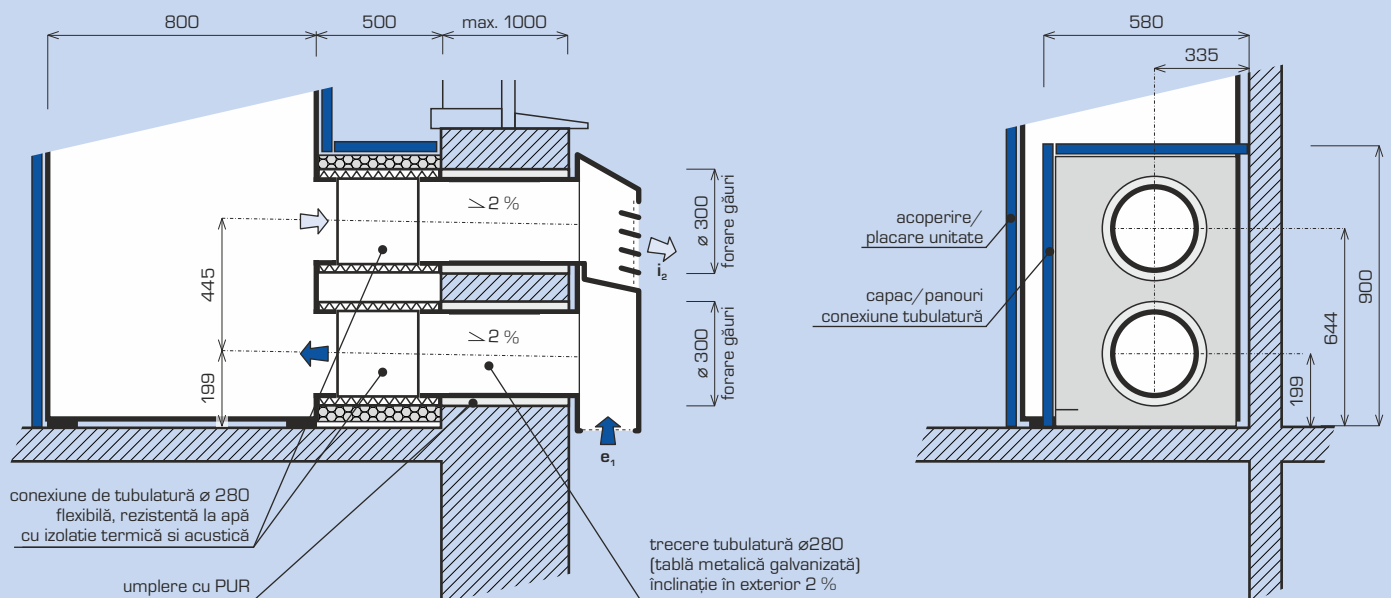 800
500
max. 1000
580
335
2 %
ø 300
forare găuri
i₂
445
2 %
ø 300
forare găuri
199
e₁
acoperire/
placare unitate
capac/panouri
conexiune tubulatură
900
644
199
conexiune de tubulatură ø 280
flexibilă, rezistentă la apă
cu izolatie termică si acustică
umplere cu PUR
trecere tubulatură ø280
(tablă metalică galvanizată)
înclinație în exterior 2 %